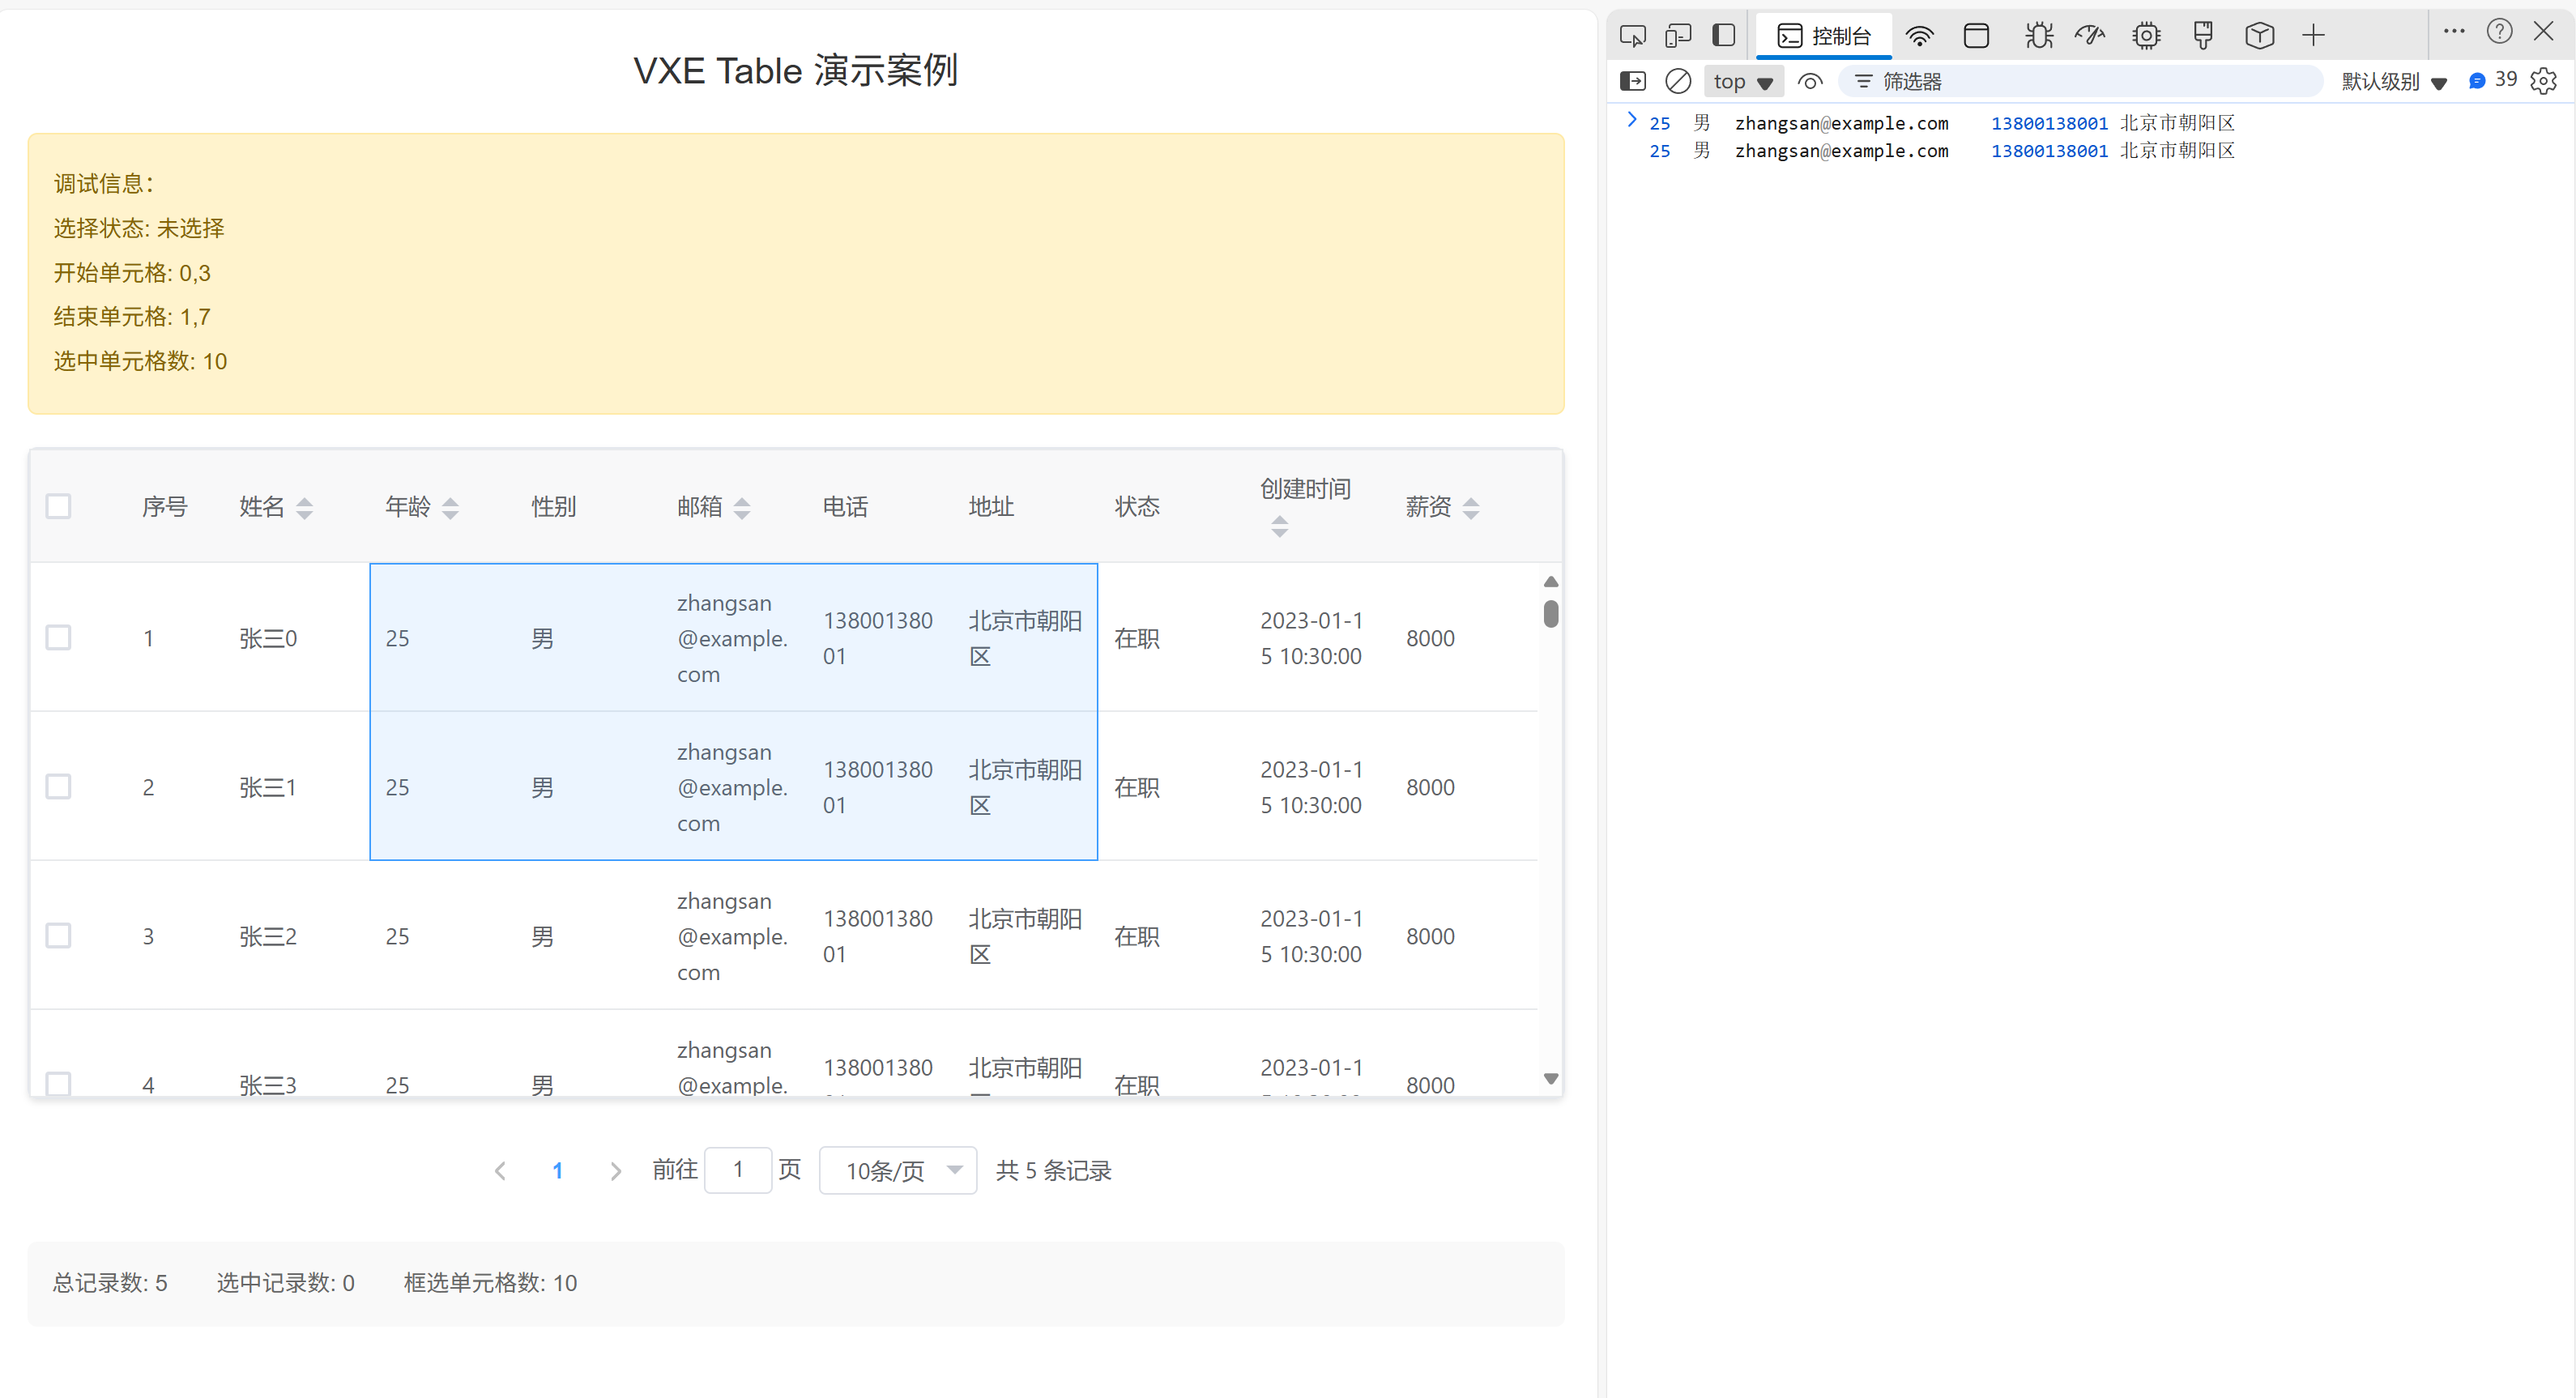 VXE Table 演示案例
调试信息：
选择状态: 未选择
开始单元格: 0,3
结束单元格: 1,7
选中单元格数: 10
序号 姓名 年龄 性别 邮箱 电话 地址 状态 创建时间 薪资
1 张三0 25 男 zhangsan@example.com 13800138001 北京市朝阳区 在职 2023-01-15 10:30:00 8000
2 张三1 25 男 zhangsan@example.com 13800138001 北京市朝阳区 在职 2023-01-15 10:30:00 8000
3 张三2 25 男 zhangsan@example.com 13800138001 北京市朝阳区 在职 2023-01-15 10:30:00 8000
4 张三3 25 男 zhangsan@example. 138001380 北京市朝阳 在职 2023-01-1 8000
1 前往 1 页 10条/页 共 5 条记录
总记录数: 5 选中记录数: 0 框选单元格数: 10
控制台
top 筛选器 默认级别 39
25 男 zhangsan@example.com 13800138001 北京市朝阳区
25 男 zhangsan@example.com 13800138001 北京市朝阳区